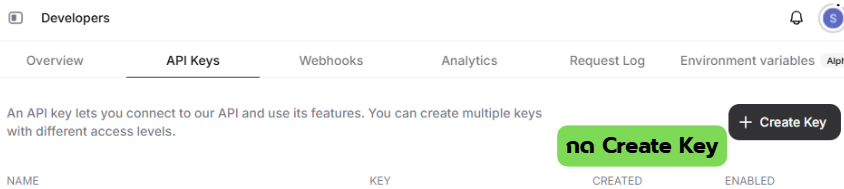 Developers
S
Overview API Keys Webhooks Analytics Request Log Environment variables Alph
An API key lets you connect to our API and use its features. You can create multiple keys
with different access levels.
+ Create Key
กด Create Key
NAME KEY CREATED ENABLED